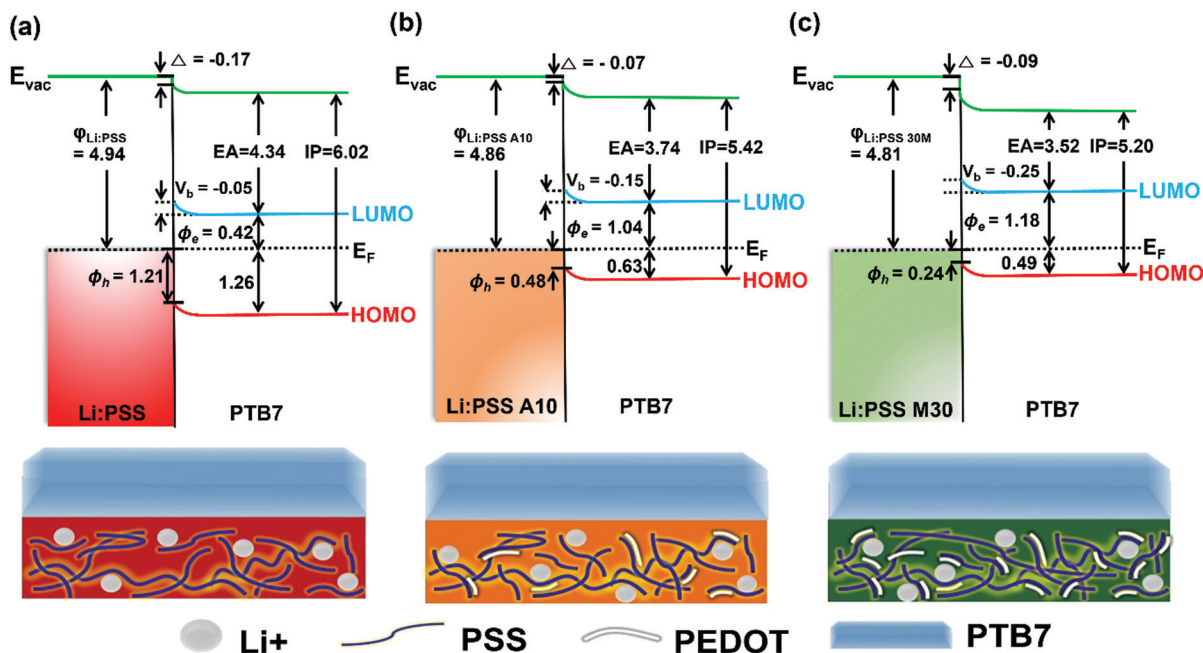 (a)
△ = -0.17
Evac
φLi:PSS
= 4.94
EA=4.34
IP=6.02
Vb = -0.05
LUMO
ϕe = 0.42
EF
ϕh = 1.21
1.26
HOMO
Li:PSS
PTB7
(b)
△ = - 0.07
Evac
φLi:PSS A10
= 4.86
EA=3.74
IP=5.42
Vb = -0.15
LUMO
ϕe = 1.04
EF
ϕh = 0.48
0.63
HOMO
Li:PSS A10
PTB7
(c)
△ = -0.09
Evac
φLi:PSS 30M
= 4.81
EA=3.52
IP=5.20
Vb = -0.25
LUMO
ϕe = 1.18
EF
ϕh = 0.24
0.49
HOMO
Li:PSS M30
PTB7
Li+
PSS
PEDOT
PTB7